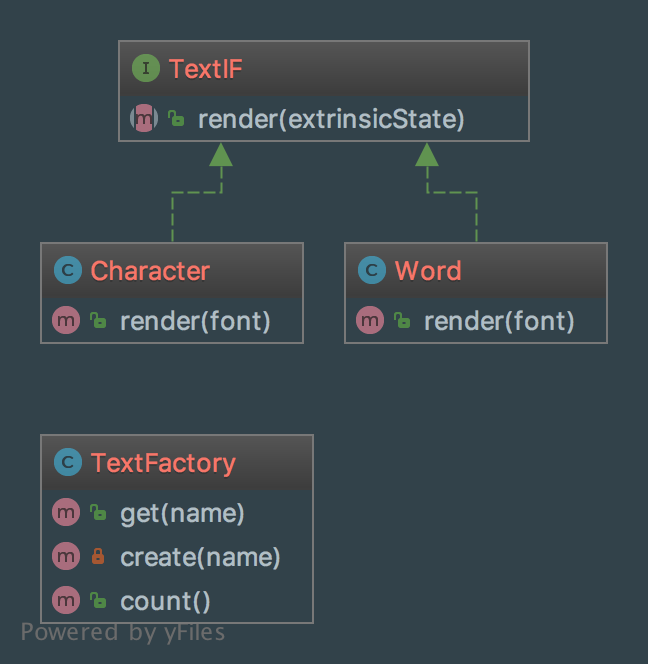 I TextIF
m render(extrinsicState)
C Character
m render(font)
C Word
m render(font)
C TextFactory
m get(name)
m create(name)
m count()
Powered by yFiles